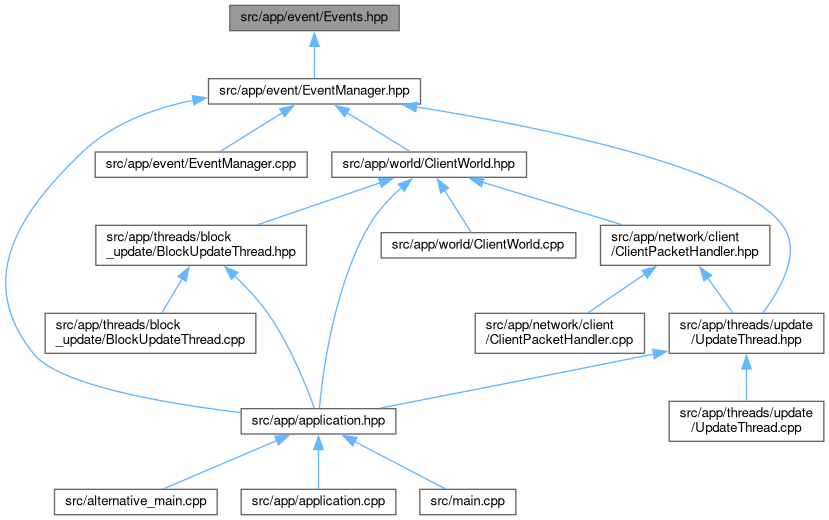 src/app/event/Events.hpp
src/app/event/EventManager.hpp
src/app/event/EventManager.cpp
src/app/world/ClientWorld.hpp
src/app/threads/block
_update/BlockUpdateThread.hpp
src/app/world/ClientWorld.cpp
src/app/network/client
/ClientPacketHandler.hpp
src/app/threads/block
_update/BlockUpdateThread.cpp
src/app/network/client
/ClientPacketHandler.cpp
src/app/threads/update
/UpdateThread.hpp
src/app/application.hpp
src/app/threads/update
/UpdateThread.cpp
src/alternative_main.cpp
src/app/application.cpp
src/main.cpp